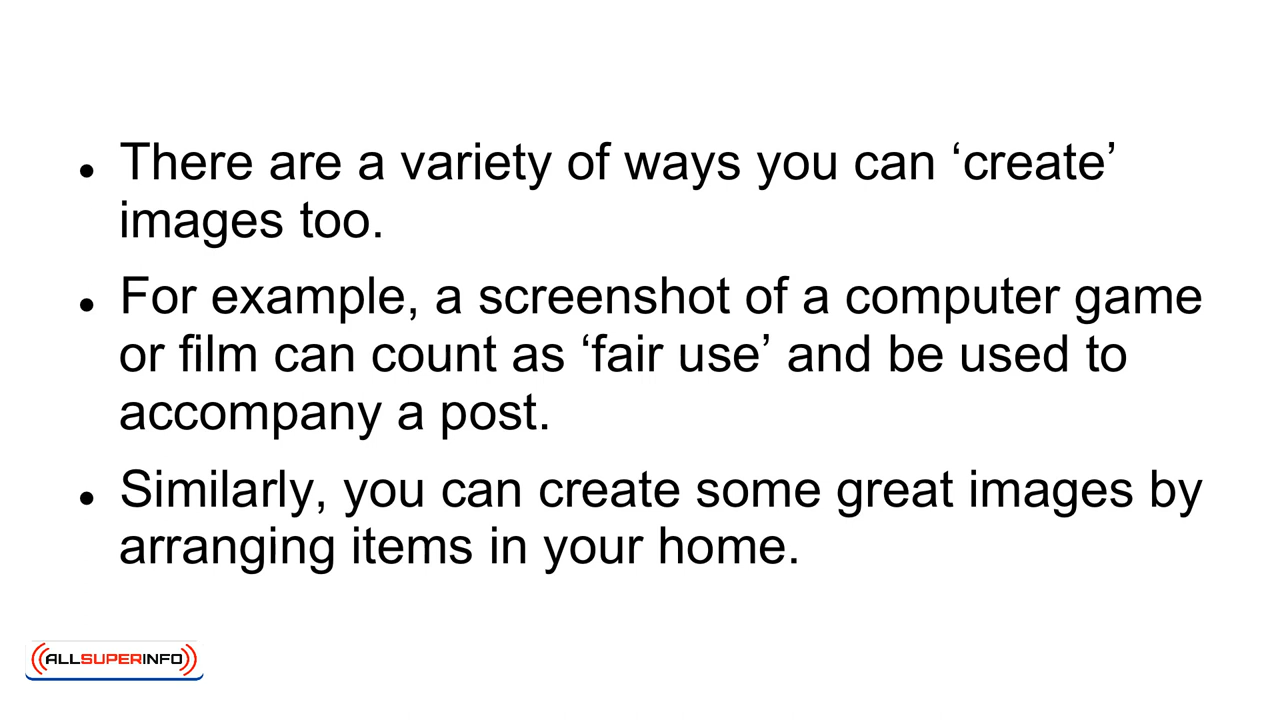 • There are a variety of ways you can ‘create’
images too.
• For example, a screenshot of a computer game
or film can count as ‘fair use’ and be used to
accompany a post.
• Similarly, you can create some great images by
arranging items in your home.
ALLSUPERINFO